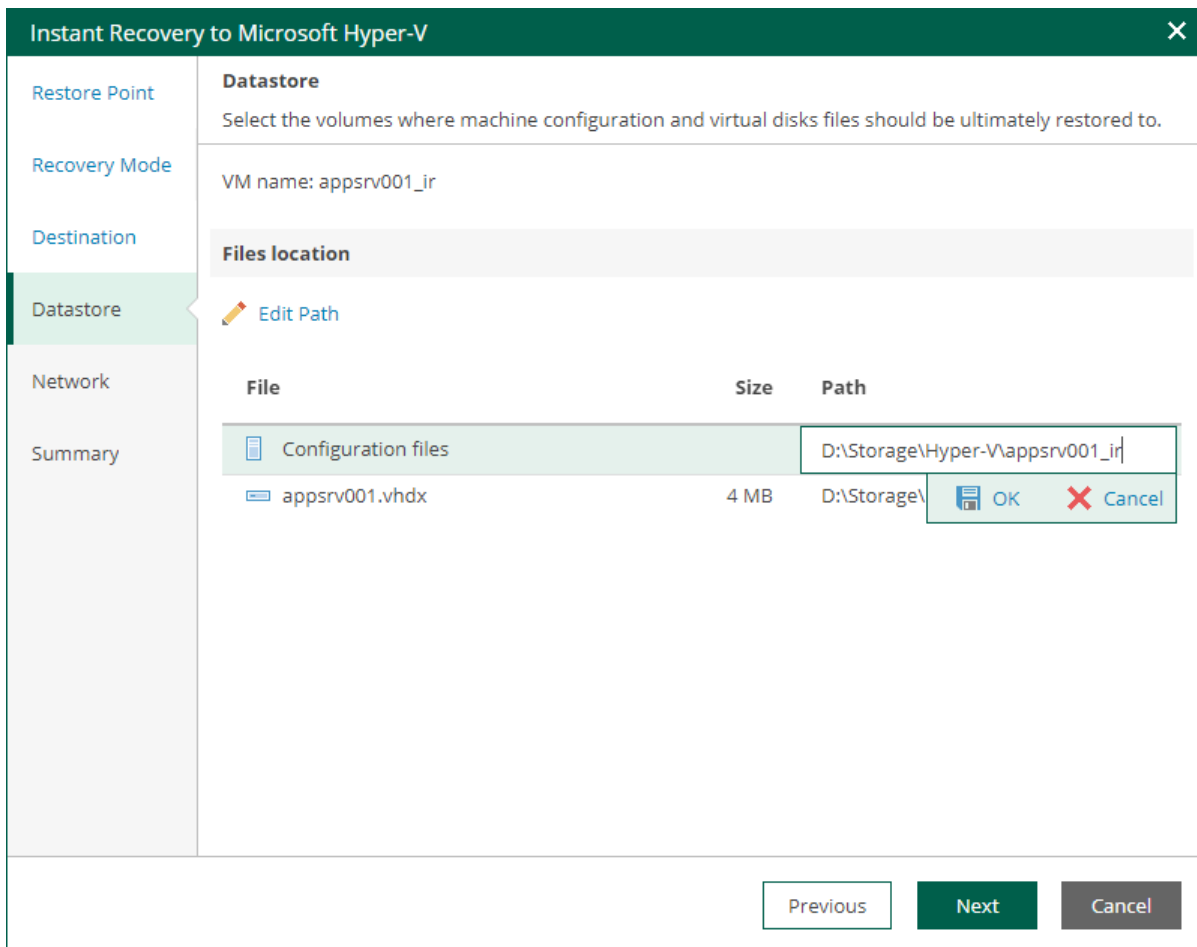 Instant Recovery to Microsoft Hyper-V
Restore Point
Recovery Mode
Destination
Datastore
Network
Summary
Datastore
Select the volumes where machine configuration and virtual disks files should be ultimately restored to.
VM name: appsrv001_ir
Files location
Edit Path
File Size Path
Configuration files D:\Storage\Hyper-V\appsrv001_ir
appsrv001.vhdx 4 MB D:\Storage\
OK Cancel
Previous Next Cancel